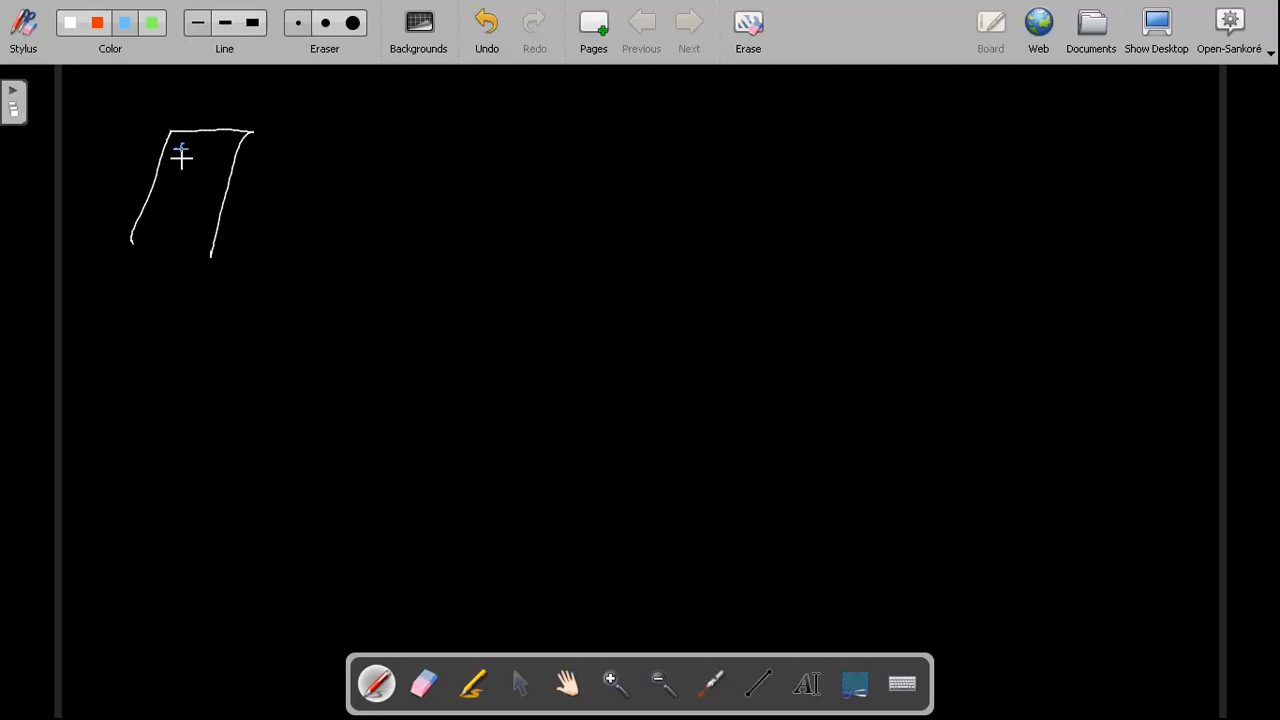 Stylus Color Line Eraser Backgrounds Undo Redo Pages Previous Next Erase Board Web Documents Show Desktop Open-Sankoré